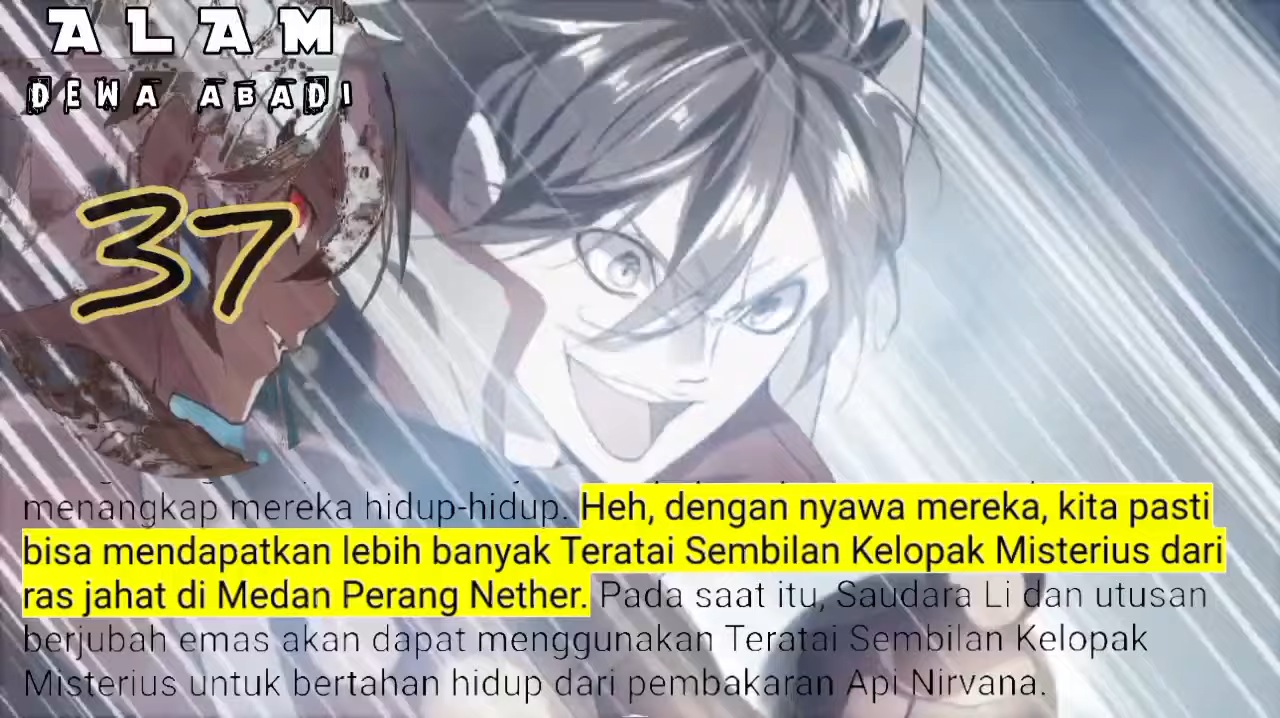 ALAM
DEWA ABADI
37
menangkap mereka hidup-hidup. Heh, dengan nyawa mereka, kita pasti
bisa mendapatkan lebih banyak Teratai Sembilan Kelopak Misterius dari
ras jahat di Medan Perang Nether. Pada saat itu, Saudara Li dan utusan
berjubah emas akan dapat menggunakan Teratai Sembilan Kelopak
Misterius untuk bertahan hidup dari pembakaran Api Nirvana.